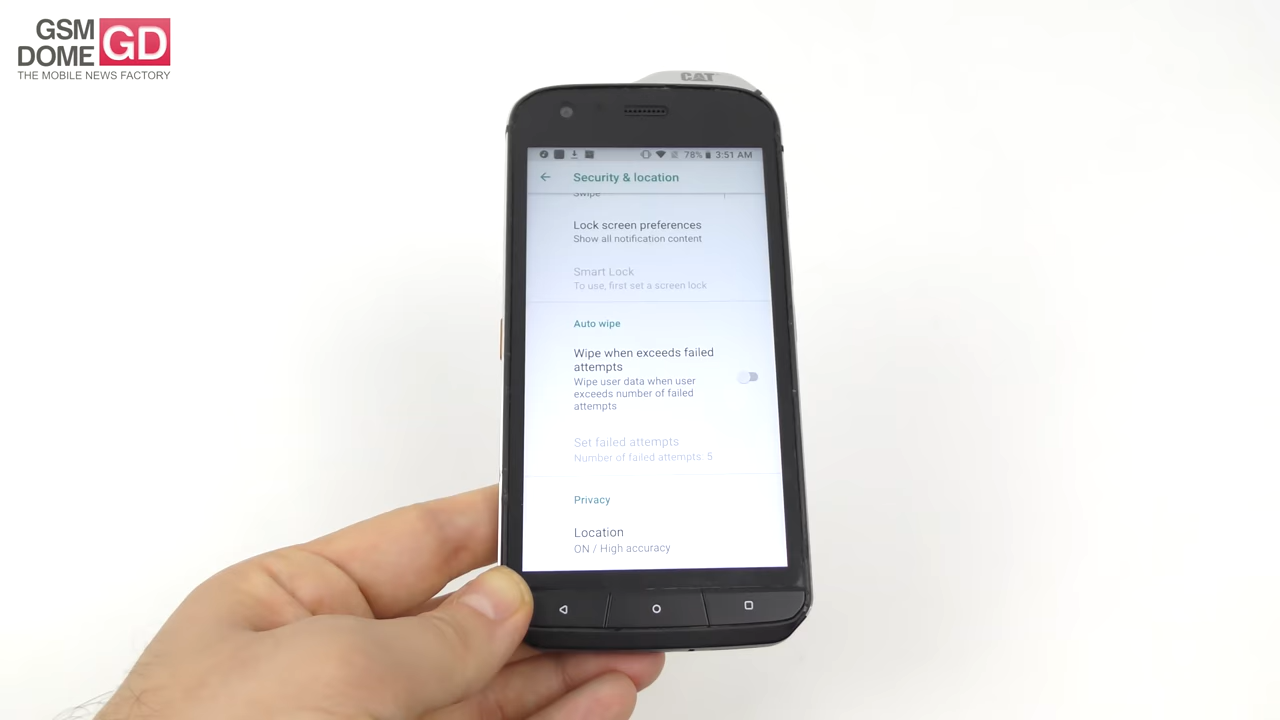 GSM
DOME GD
THE MOBILE NEWS FACTORY
CAT
78% 3:51 AM
Security & location
Swipe
Lock screen preferences
Show all notification content
Smart Lock
To use, first set a screen lock
Auto wipe
Wipe when exceeds failed
attempts
Wipe user data when user
exceeds number of failed
attempts
Set failed attempts
Number of failed attempts: 5
Privacy
Location
ON / High accuracy